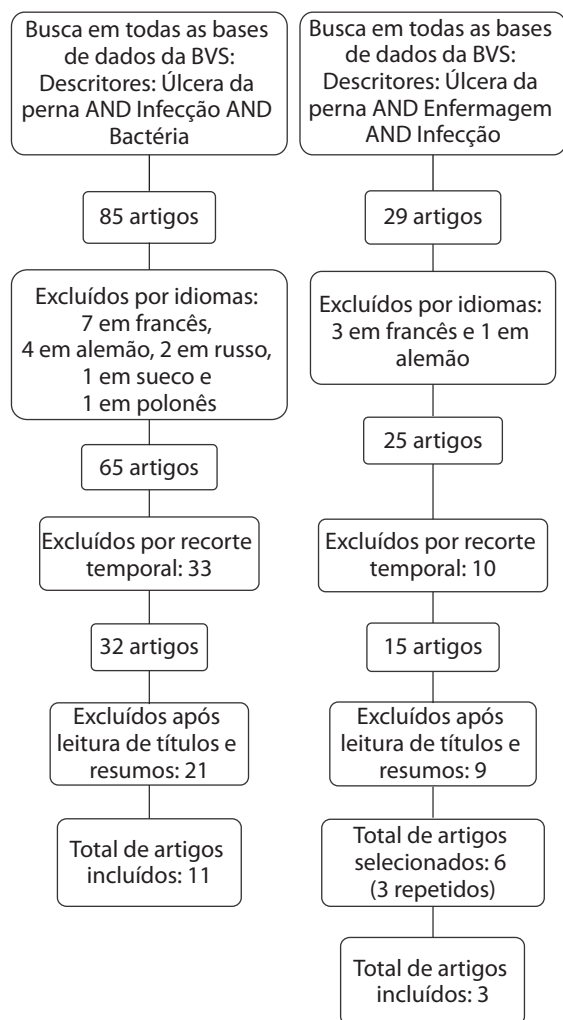 Busca em todas as bases
de dados da BVS:
Descritores: Úlcera da
perna AND Infecção AND
Bactéria
85 artigos
Excluídos por idiomas:
7 em francês,
4 em alemão, 2 em russo,
1 em sueco e
1 em polonês
65 artigos
Excluídos por recorte
temporal: 33
32 artigos
Excluídos após
leitura de títulos e
resumos: 21
Total de artigos
incluídos: 11
Busca em todas as bases
de dados da BVS:
Descritores: Úlcera da
perna AND Enfermagem
AND Infecção
29 artigos
Excluídos por idiomas:
3 em francês e 1 em
alemão
25 artigos
Excluídos por recorte
temporal: 10
15 artigos
Excluídos após
leitura de títulos e
resumos: 9
Total de artigos
selecionados: 6
(3 repetidos)
Total de artigos
incluídos: 3